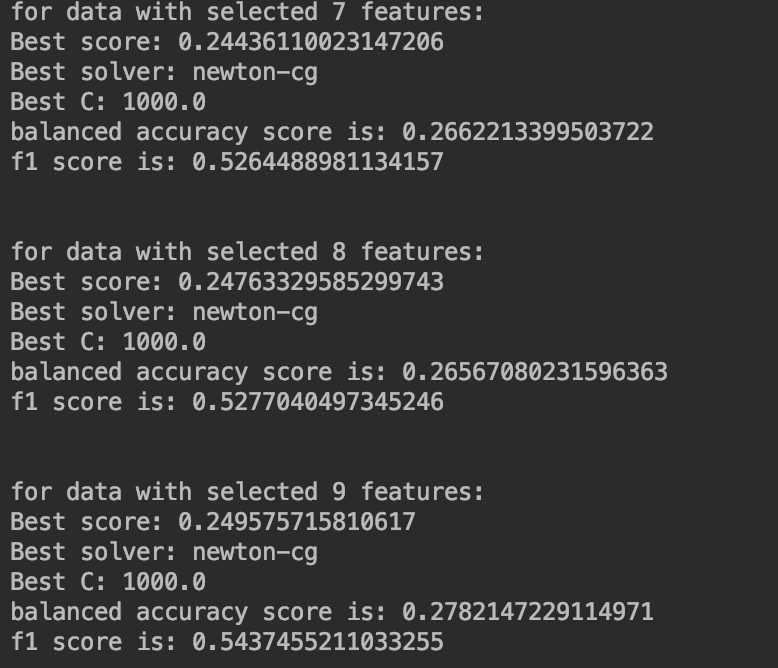 for data with selected 7 features:
Best score: 0.24436110023147206
Best solver: newton-cg
Best C: 1000.0
balanced accuracy score is: 0.2662213399503722
f1 score is: 0.5264488981134157
for data with selected 8 features:
Best score: 0.24763329585299743
Best solver: newton-cg
Best C: 1000.0
balanced accuracy score is: 0.26567080231596363
f1 score is: 0.5277040497345246
for data with selected 9 features:
Best score: 0.249575715810617
Best solver: newton-cg
Best C: 1000.0
balanced accuracy score is: 0.2782147229114971
f1 score is: 0.5437455211033255